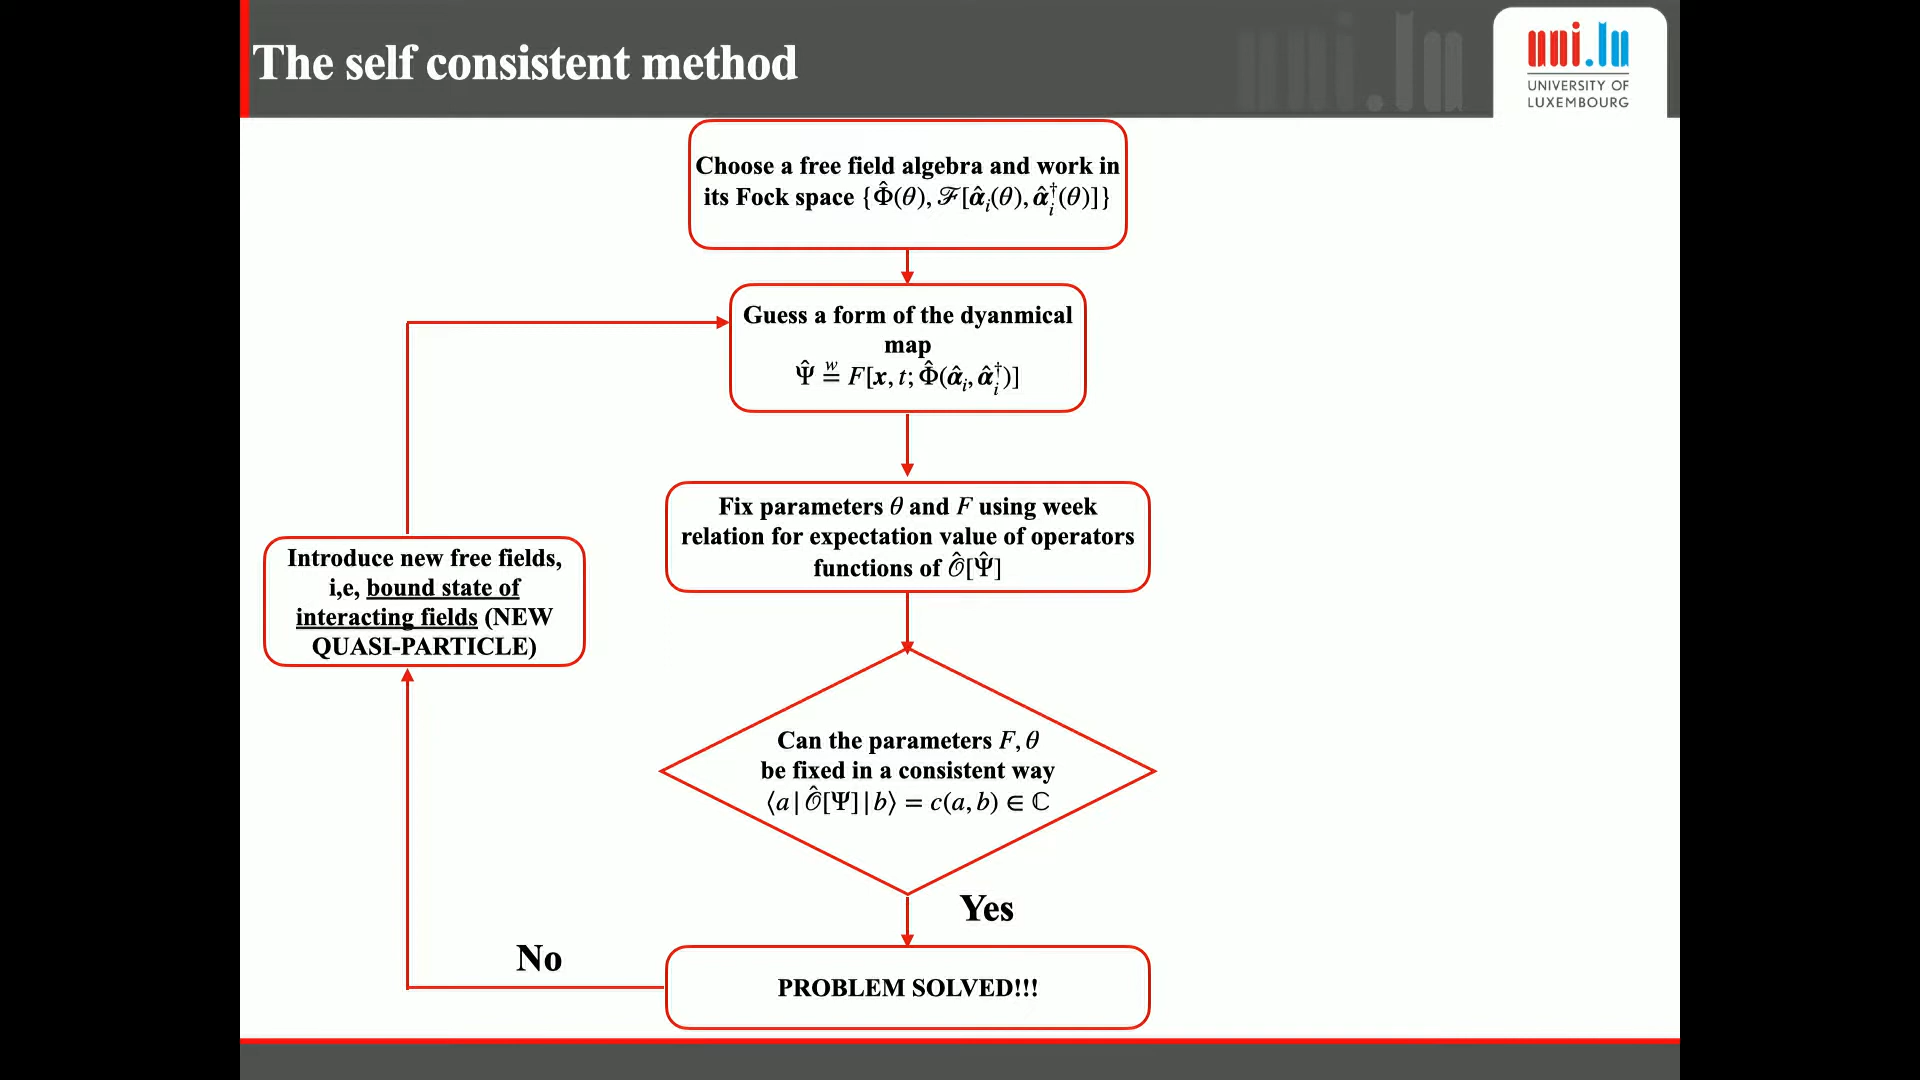 The self consistent method
uni.lu
UNIVERSITY OF
LUXEMBOURG
Choose a free field algebra and work in
its Fock space {Φ̂(θ), ℱ[α̂ᵢ(θ), α̂ᵢ†(θ)]}
Guess a form of the dyanmical
map
Ψ̂ w= F[x, t; Φ̂(α̂ᵢ, α̂ᵢ†)]
Fix parameters θ and F using week
relation for expectation value of operators
functions of 𝒪̂[Ψ̂]
Introduce new free fields,
i,e, bound state of
interacting fields (NEW
QUASI-PARTICLE)
Can the parameters F, θ
be fixed in a consistent way
⟨a|𝒪̂[Ψ]|b⟩ = c(a, b) ∈ ℂ
Yes
No
PROBLEM SOLVED!!!